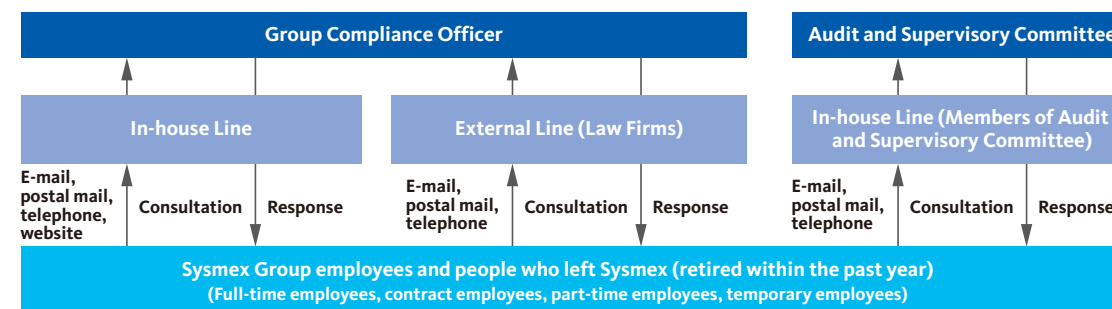 Group Compliance Officer
Audit and Supervisory Committee
In-house Line
External Line (Law Firms)
In-house Line (Members of Audit
and Supervisory Committee)
E-mail,
postal mail,
telephone,
website
Consultation
Response
E-mail,
postal mail,
telephone
Consultation
Response
E-mail,
postal mail,
telephone
Consultation
Response
Sysmex Group employees and people who left Sysmex (retired within the past year)
(Full-time employees, contract employees, part-time employees, temporary employees)